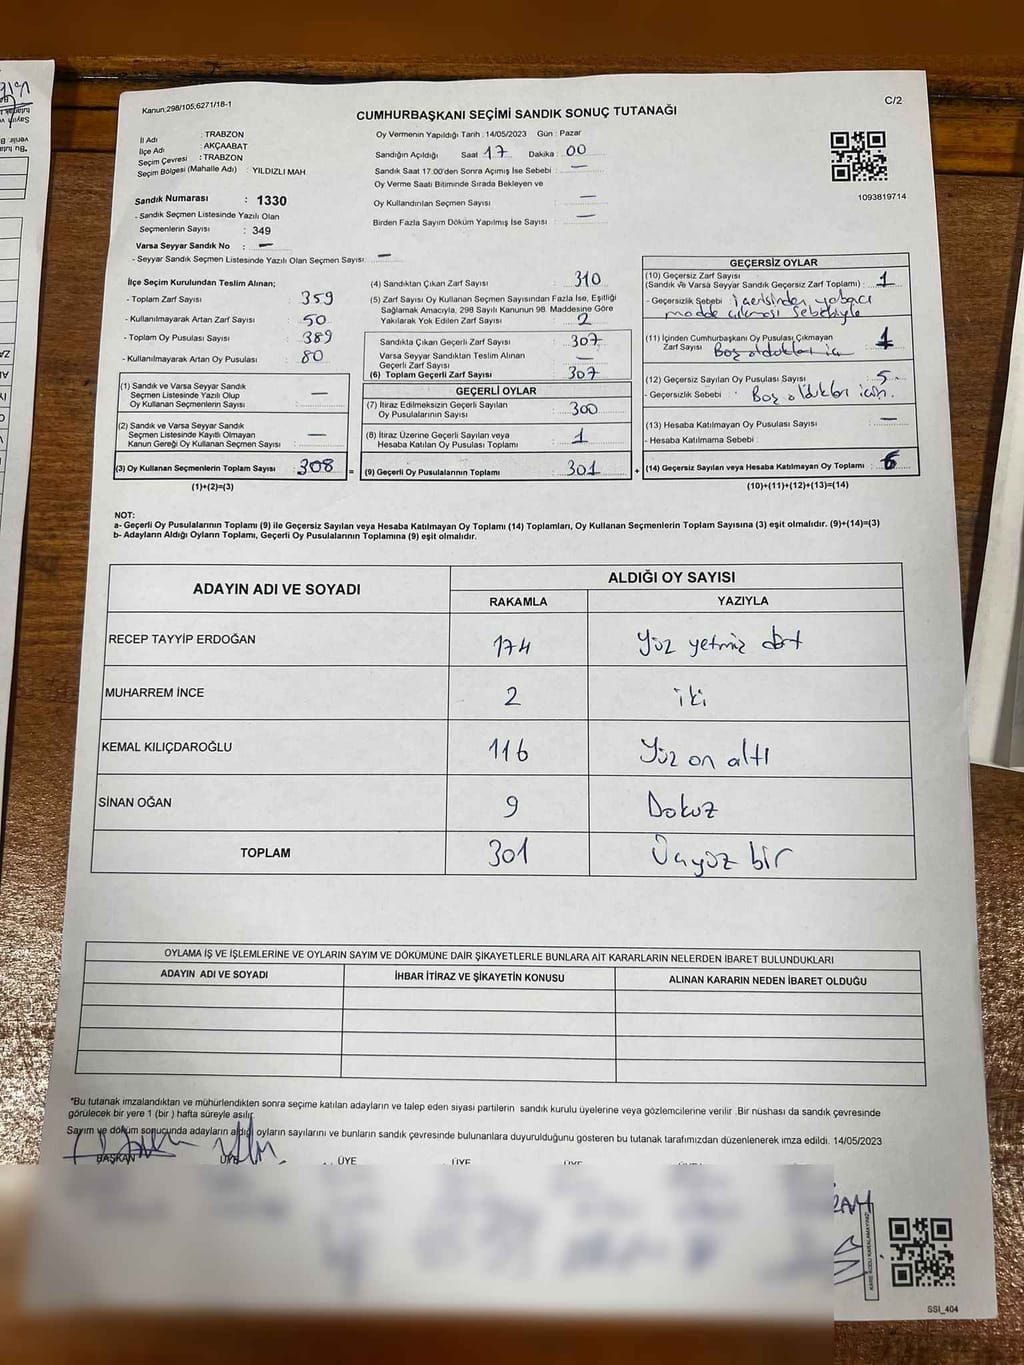 Kanun:298/105;6271/18-1
C/2
CUMHURBAŞKANI SEÇİMİ SANDIK SONUÇ TUTANAĞI
İl Adı : TRABZON
İlçe Adı : AKÇAABAT
Seçim Çevresi : TRABZON
Seçim Bölgesi (Mahalle Adı) : YILDIZLI MAH
Sandık Numarası : 1330
- Sandık Seçmen Listesinde Yazılı Olan
Seçmenlerin Sayısı : 349
Varsa Seyyar Sandık No : —
- Seyyar Sandık Seçmen Listesinde Yazılı Olan Seçmen Sayısı: —
Oy Vermenin Yapıldığı Tarih : 14/05/2023 Gün : Pazar
Sandığın Açıldığı Saat 17 Dakika : 00
Sandık Saat 17:00'den Sonra Açımış İse Sebebi : —
Oy Verme Saati Bitiminde Sırada Bekleyen ve
Oy Kullandırılan Seçmen Sayısı : —
Birden Fazla Sayım Döküm Yapılmış İse Sayısı : —
1093819714
İlçe Seçim Kurulundan Teslim Alınan;
- Toplam Zarf Sayısı : 359
- Kullanılmayarak Artan Zarf Sayısı : 50
- Toplam Oy Pusulası Sayısı : 389
- Kullanılmayarak Artan Oy Pusulası : 80
(1) Sandık ve Varsa Seyyar Sandık
Seçmen Listesinde Yazılı Olup
Oy Kullanan Seçmenlerin Sayısı : —
(2) Sandık ve Varsa Seyyar Sandık
Seçmen Listesinde Kayıtlı Olmayan
Kanun Gereği Oy Kullanan Seçmen Sayısı : —
(3) Oy Kullanan Seçmenlerin Toplam Sayısı : 308
(1)+(2)=(3)
(4) Sandıktan Çıkan Zarf Sayısı : 310
(5) Zarf Sayısı Oy Kullanan Seçmen Sayısından Fazla İse, Eşitliği
Sağlamak Amacıyla, 298 Sayılı Kanunun 98. Maddesine Göre
Yakılarak Yok Edilen Zarf Sayısı : 2
Sandıkta Çıkan Geçerli Zarf Sayısı : 307
Varsa Seyyar Sandıktan Teslim Alınan
Geçerli Zarf Sayısı : —
(6) Toplam Geçerli Zarf Sayısı : 307
GEÇERLİ OYLAR
(7) İtiraz Edilmeksizin Geçerli Sayılan
Oy Pusulalarının Sayısı : 300
(8) İtiraz Üzerine Geçerli Sayılan veya
Hesaba Katılan Oy Pusulası Sayısı : 1
= (9) Geçerli Oy Pusulalarının Toplamı : 301
GEÇERSİZ OYLAR
(10) Geçersiz Zarf Sayısı
(Sandık ve Varsa Seyyar Sandık Geçersiz Zarf Toplamı) : 1
- Geçersizlik Sebebi : içerisinden yabacı
madde çıkması sebebiyle
(11) İçinden Cumhurbaşkanı Oy Pusulası Çıkmayan
Zarf Sayısı Boş oldukları : 1
(12) Geçersiz Sayılan Oy Pusulası Sayısı : 5
- Geçersizlik Sebebi : Boş oldukları için.
(13) Hesaba Katılmayan Oy Pusulası Sayısı : —
- Hesaba Katılmama Sebebi :
+ (14) Geçersiz Sayılan veya Hesaba Katılmayan Oy Toplamı : 6
(10)+(11)+(12)+(13)=(14)
NOT:
a- Geçerli Oy Pusulalarının Toplamı (9) ile Geçersiz Sayılan veya Hesaba Katılmayan Oy Toplamı (14) Toplamları, Oy Kullanan Seçmenlerin Toplam Sayısına (3) eşit olmalıdır. (9)+(14)=(3)
b- Adayların Aldığı Oyların Toplamı, Geçerli Oy Pusulalarının Toplamına (9) eşit olmalıdır.
ADAYIN ADI VE SOYADI
ALDIĞI OY SAYISI
RAKAMLA YAZIYLA
RECEP TAYYİP ERDOĞAN 174 Yüz yetmiş dört
MUHARREM İNCE 2 iki
KEMAL KILIÇDAROĞLU 116 Yüz on altı
SİNAN OĞAN 9 Dokuz
TOPLAM 301 Üçyüz bir
OYLAMA İŞ VE İŞLEMLERİNE VE OYLARIN SAYIM VE DÖKÜMÜNE DAİR ŞİKAYETLERLE BUNLARA AİT KARARLARIN NELERDEN İBARET BULUNDUKLARI
ADAYIN ADI VE SOYADI İHBAR İTİRAZ VE ŞİKAYETİN KONUSU ALINAN KARARIN NEDEN İBARET OLDUĞU
"Bu tutanak imzalandıktan ve mühürlendikten sonra seçime katılan adayların ve talep eden siyasi partilerin sandık kurulu üyelerine veya gözlemcilerine verilir .Bir nüshası da sandık çevresinde
görülecek bir yere 1 (bir ) hafta süreyle asılır.
Sayım ve döküm sonucunda adayların aldığı oyların sayılarını ve bunların sandık çevresinde bulunanlara duyurulduğunu gösteren bu tutanak tarafımızdan düzenlenerek imza edildi. 14/05/2023
BAŞKAN ÜYE ÜYE ÜYE ÜYE
SSI_404